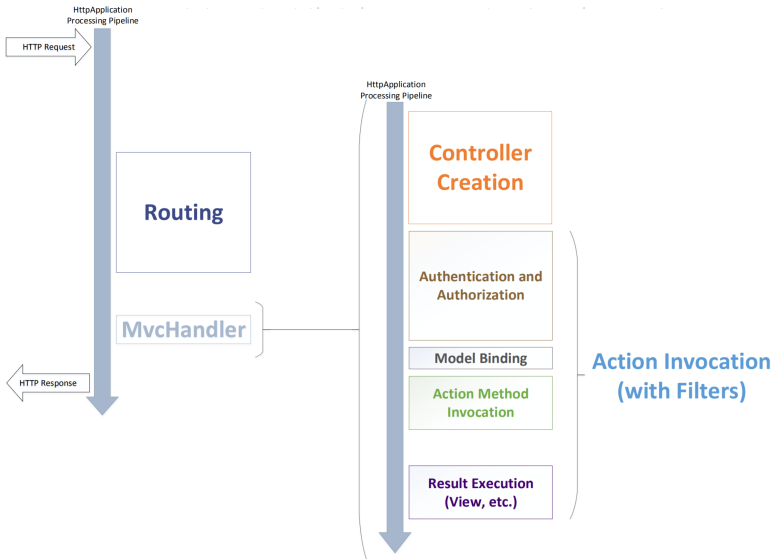 HttpApplication
Processing Pipeline
HTTP Request
Routing
MvcHandler
HTTP Response
HttpApplication
Processing Pipeline
Controller
Creation
Authentication and
Authorization
Model Binding
Action Method
Invocation
Result Execution
(View, etc.)
Action Invocation
(with Filters)